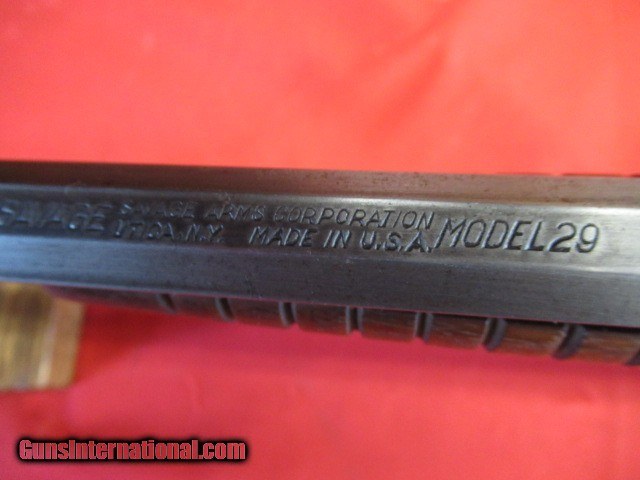 SAVAGE SAVAGE ARMS CORPORATION MODEL 29
UTICA. N.Y. MADE IN U.S.A.
GunsInternational.com